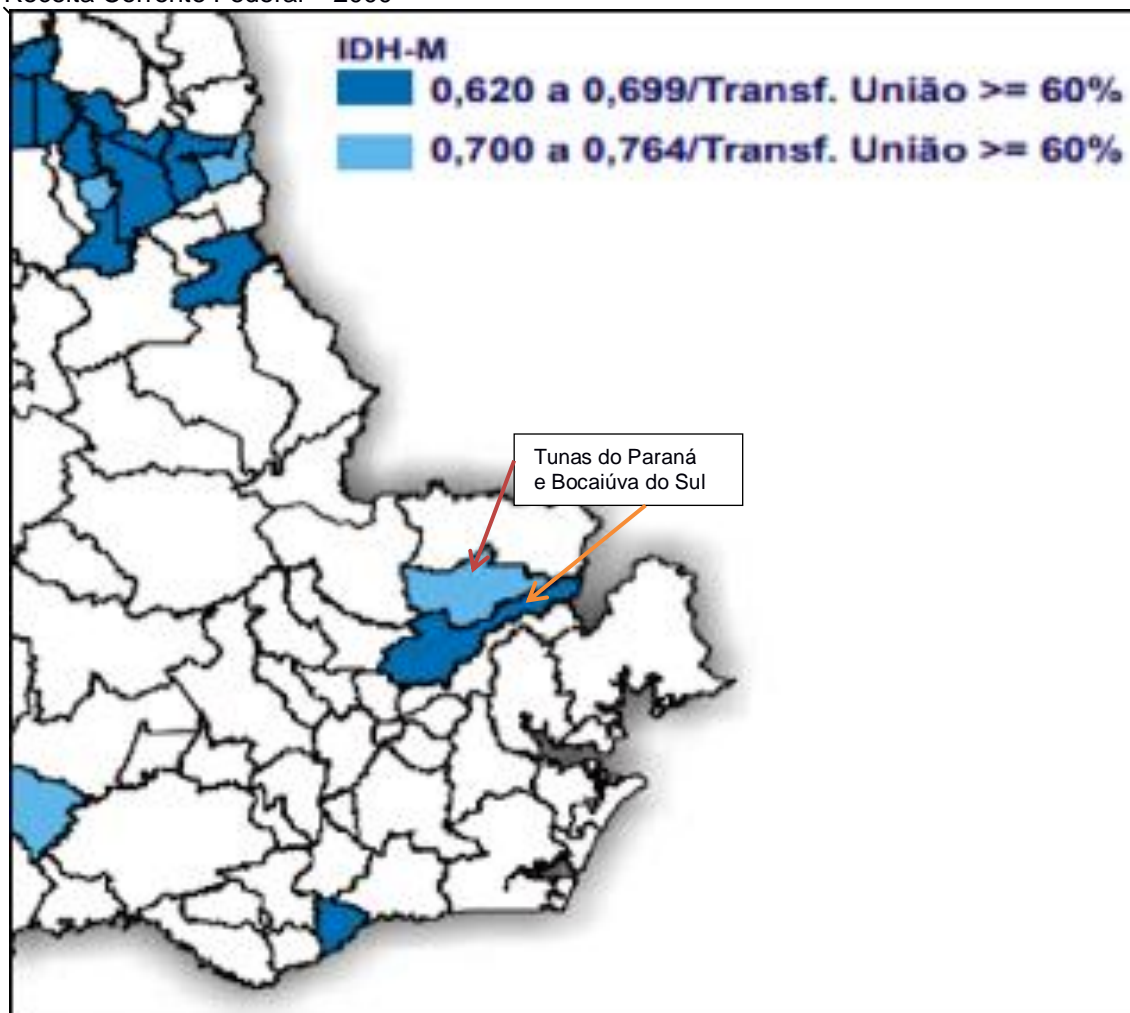 IDH-M
0,620 a 0,699/Transf. União >= 60%
0,700 a 0,764/Transf. União >= 60%
Tunas do Paraná
e Bocaiúva do Sul